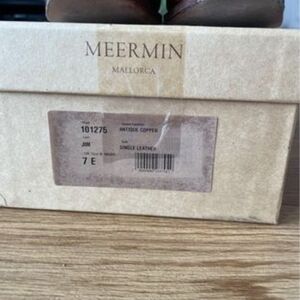 MEERMIN
MALLORCA
101275
ANTIQUE COPPER
JIM
SINGLE LEATHER
7 E